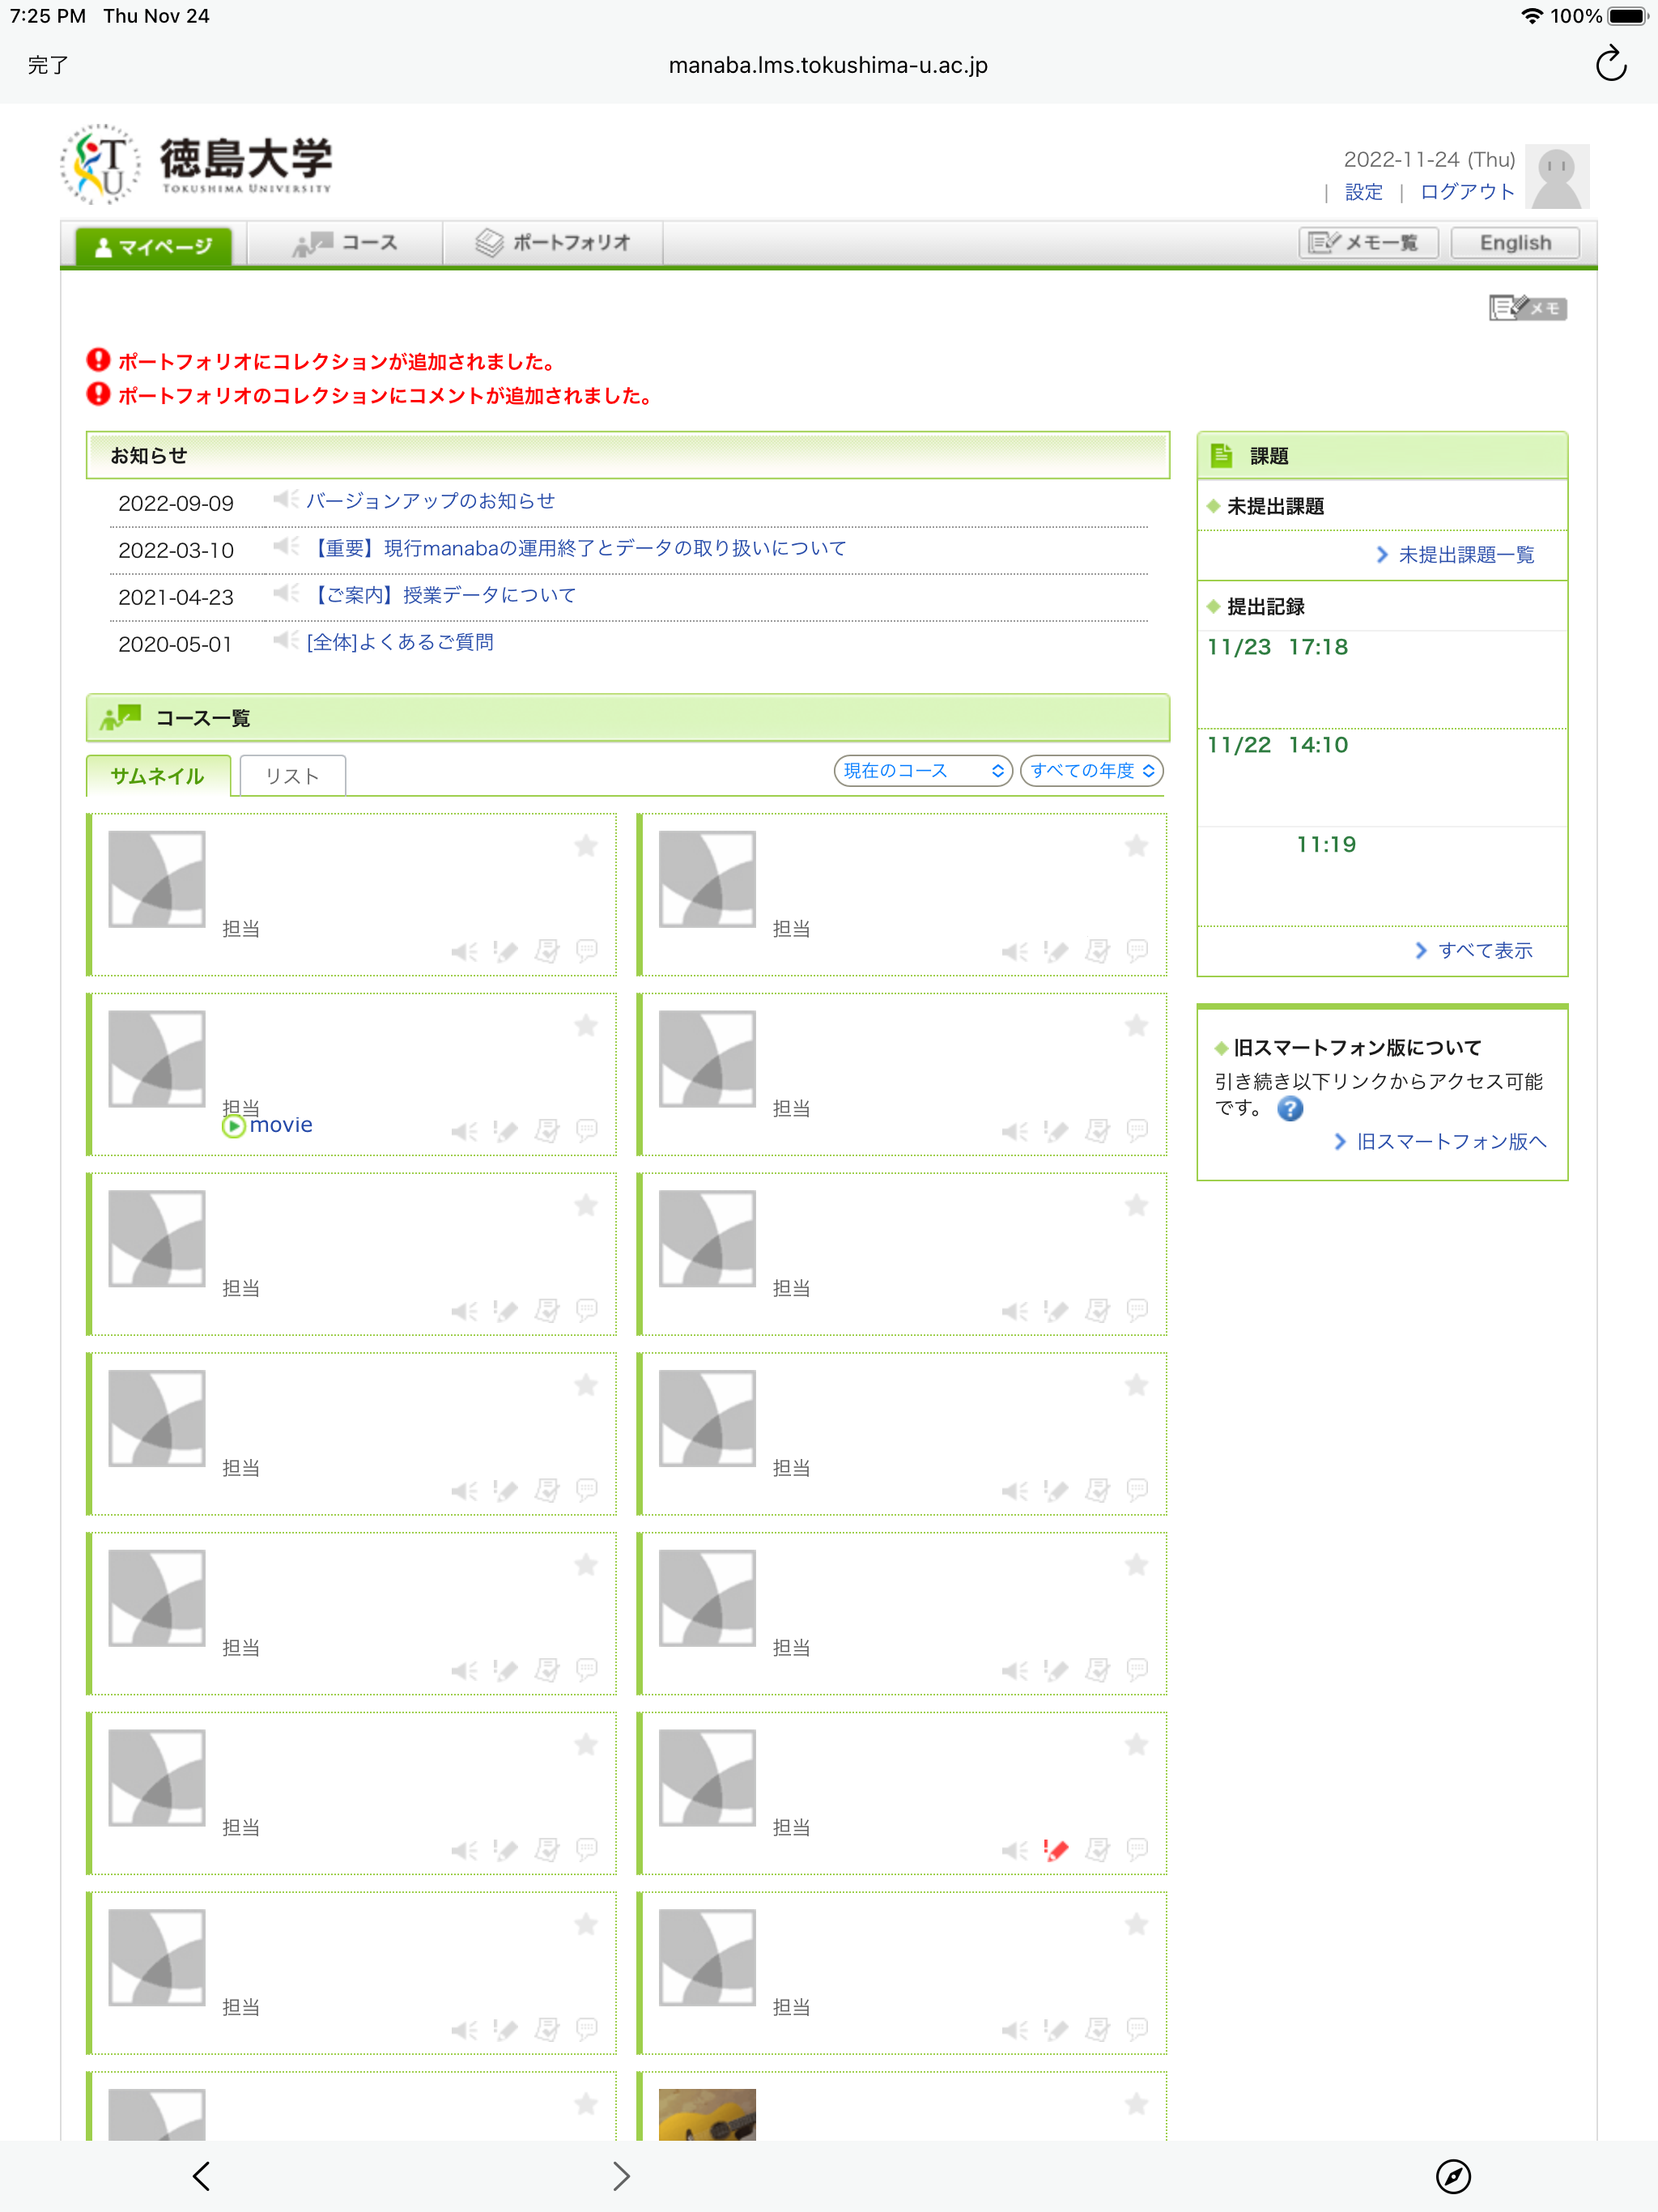 7:25 PM Thu Nov 24
100%
完了
manaba.lms.tokushima-u.ac.jp
徳島大学
TOKUSHIMA UNIVERSITY
2022-11-24 (Thu)
| 設定 | ログアウト
マイページ
コース
ポートフォリオ
メモ一覧
English
メモ
ポートフォリオにコレクションが追加されました。
ポートフォリオのコレクションにコメントが追加されました。
お知らせ
2022-09-09 バージョンアップのお知らせ
2022-03-10 【重要】現行manabaの運用終了とデータの取り扱いについて
2021-04-23 【ご案内】授業データについて
2020-05-01 [全体]よくあるご質問
コース一覧
サムネイル
リスト
現在のコース
すべての年度
担当
担当
担当
movie
担当
担当
担当
担当
担当
担当
担当
担当
担当
担当
担当
課題
未提出課題
未提出課題一覧
提出記録
11/23 17:18
11/22 14:10
11:19
すべて表示
旧スマートフォン版について
引き続き以下リンクからアクセス可能
です。
旧スマートフォン版へ